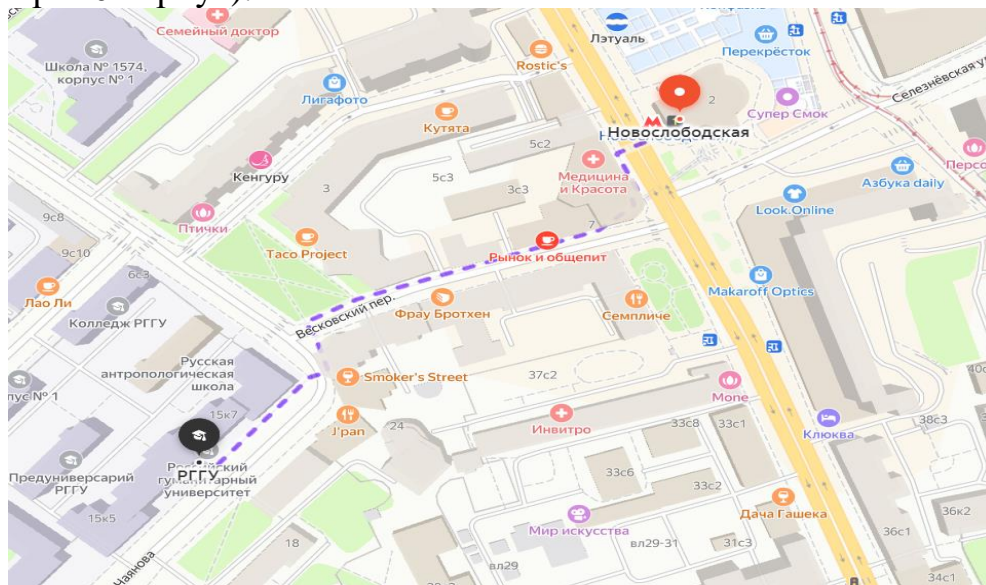 Семейный доктор
Школа № 1574,
корпус № 1
Лигафото
Rostic's
Лэтуаль
Перекрёсток
Супер Смок
Селезнёвская ул
2
Новослободская
Кутята
5с2
5с3
3с3
3
Кенгуру
Птички
Медицина
и Красота
7
Азбука daily
Персо
Look.Online
9с8
9с10
6с3
Лао Ли
Taco Project
Рынок и общепит
Makaroff Optics
Весковский пер.
Фрау Бротхен
Семпличе
Колледж РГГУ
Русская
антропологическая
школа
15к7
Smoker's Street
37с2
Mone
пус № 1
J'pan
24
Инвитро
33с8
33с1
Клюква
38с3
РГГУ
Российский
гуманитарный
университет
Предуниверсарий
РГГУ
15к5
33с6
33с2
Дача Гашека
Мир искусства
вл29-31
31с3
36с1
36к2
18
вл29
34с1
Чаянова